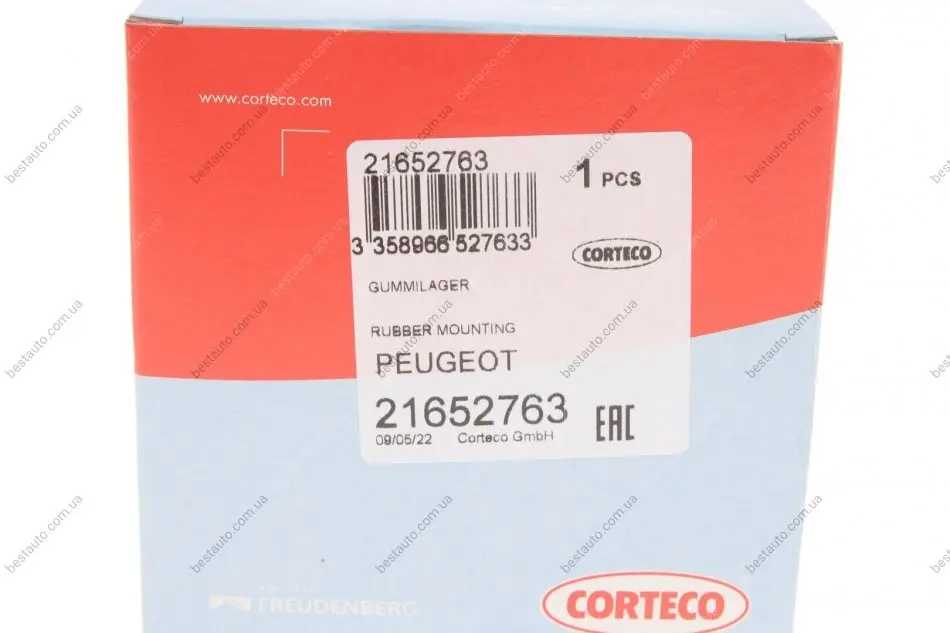 www.corteco.com
21652763
1 PCS
3 358966 527633
CORTECO
GUMMILAGER
RUBBER MOUNTING
PEUGEOT
21652763
09/05/22 Corteco GmbH
EAC
FREUDENBERG
CORTECO
bestauto.com.ua